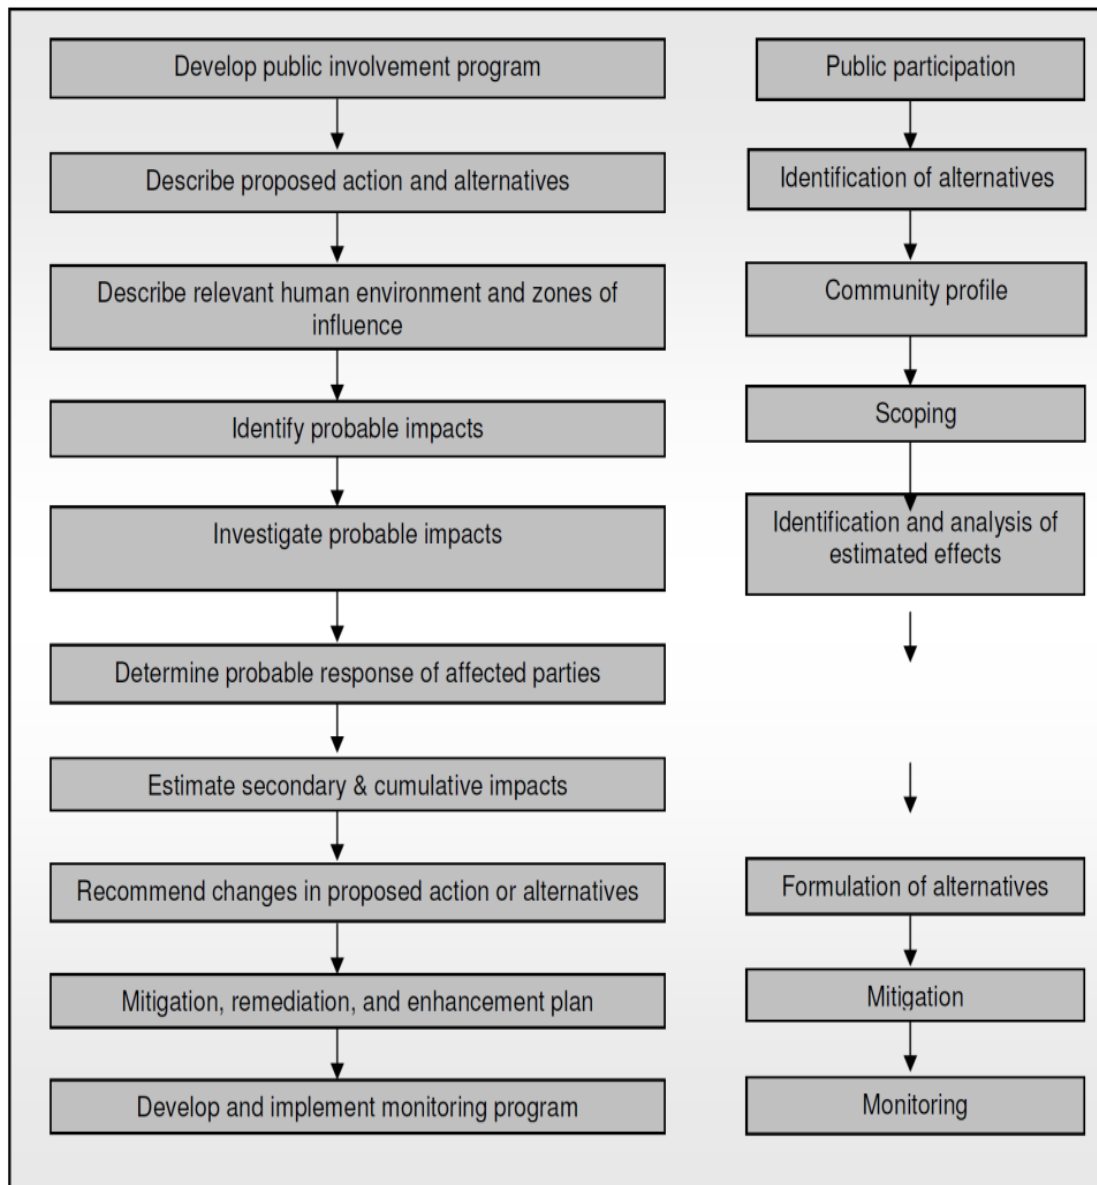 Develop public involvement program
Describe proposed action and alternatives
Describe relevant human environment and zones of
influence
Identify probable impacts
Investigate probable impacts
Determine probable response of affected parties
Estimate secondary & cumulative impacts
Recommend changes in proposed action or alternatives
Mitigation, remediation, and enhancement plan
Develop and implement monitoring program
Public participation
Identification of alternatives
Community profile
Scoping
Identification and analysis of
estimated effects
Formulation of alternatives
Mitigation
Monitoring